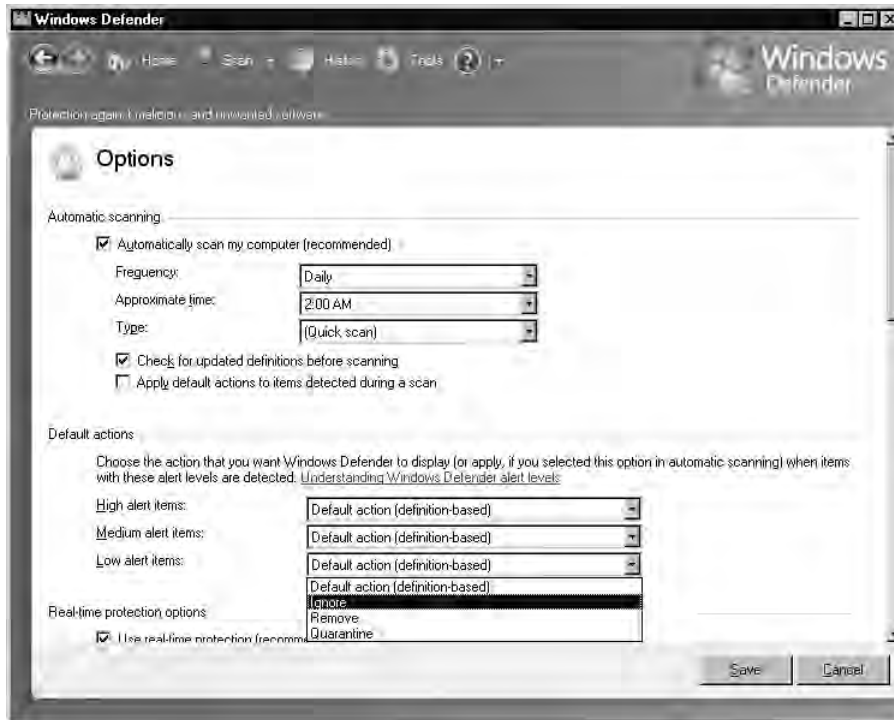 Windows Defender
Home Scan History Tools
Windows Defender
Protection against malicious and unwanted software
Options
Automatic scanning
Automatically scan my computer (recommended)
Frequency: Daily
Approximate time: 2:00 AM
Type: (Quick scan)
Check for updated definitions before scanning
Apply default actions to items detected during a scan
Default actions
Choose the action that you want Windows Defender to display (or apply, if you selected this option in automatic scanning) when items
with these alert levels are detected. Understanding Windows Defender alert levels
High alert items: Default action (definition-based)
Medium alert items: Default action (definition-based)
Low alert items: Default action (definition-based)
Default action (definition-based)
Ignore
Remove
Quarantine
Real-time protection options
Use real-time protection (recomm
Save Cancel